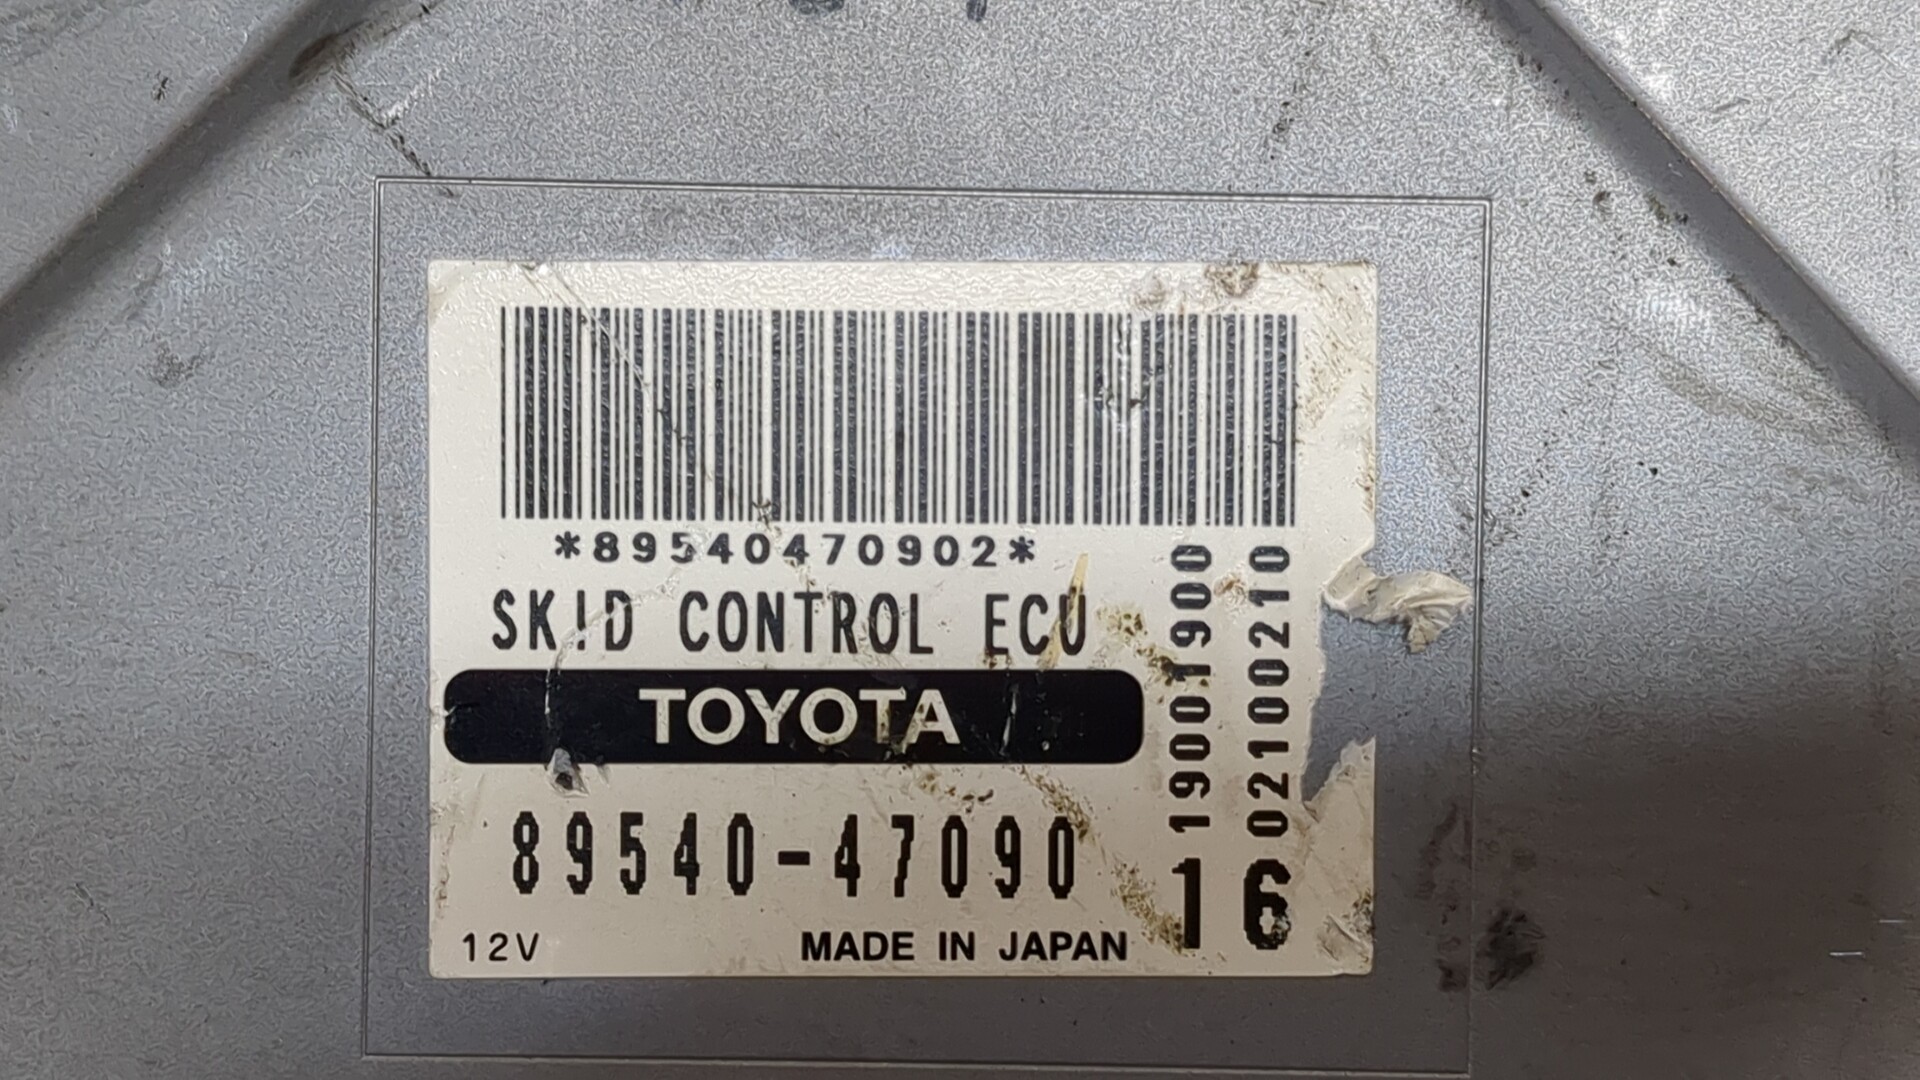 *89540470902*
SKID CONTROL ECU
TOYOTA
89540-47090
12V
MADE IN JAPAN
19001900
02100210
16